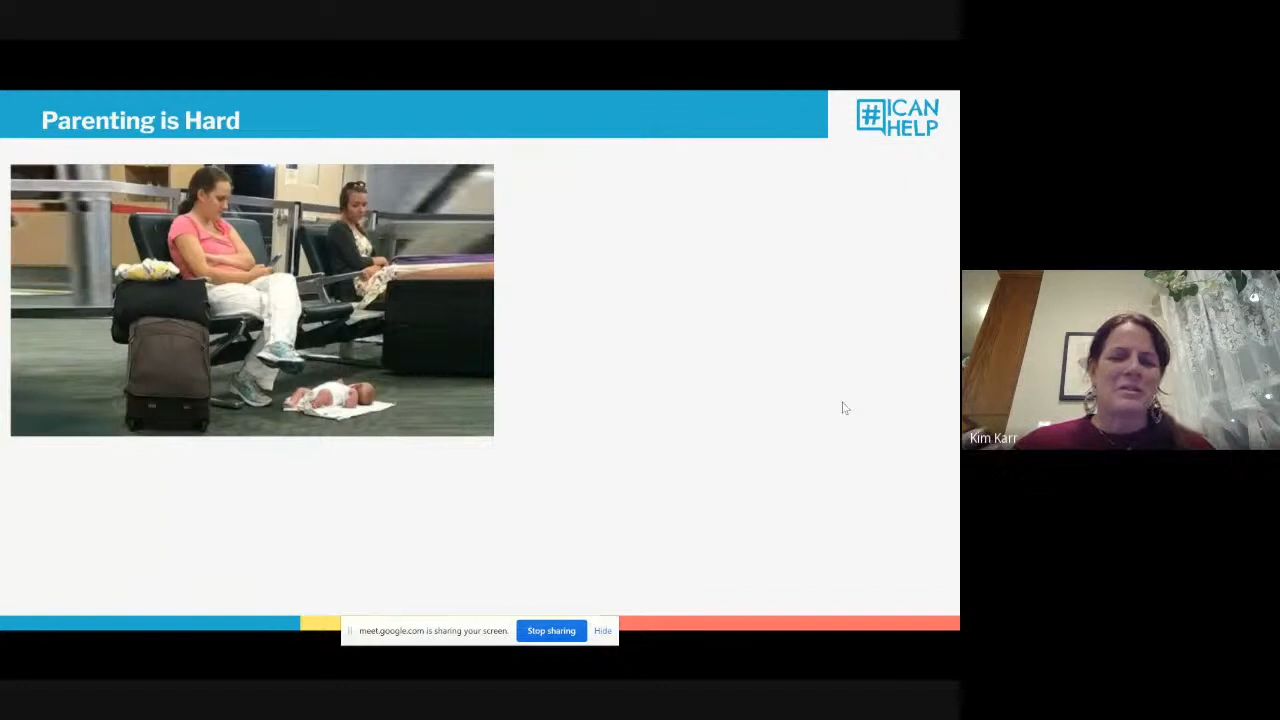 Parenting is Hard
#ICAN
HELP
Kim Karr
meet.google.com is sharing your screen.
Stop sharing
Hide